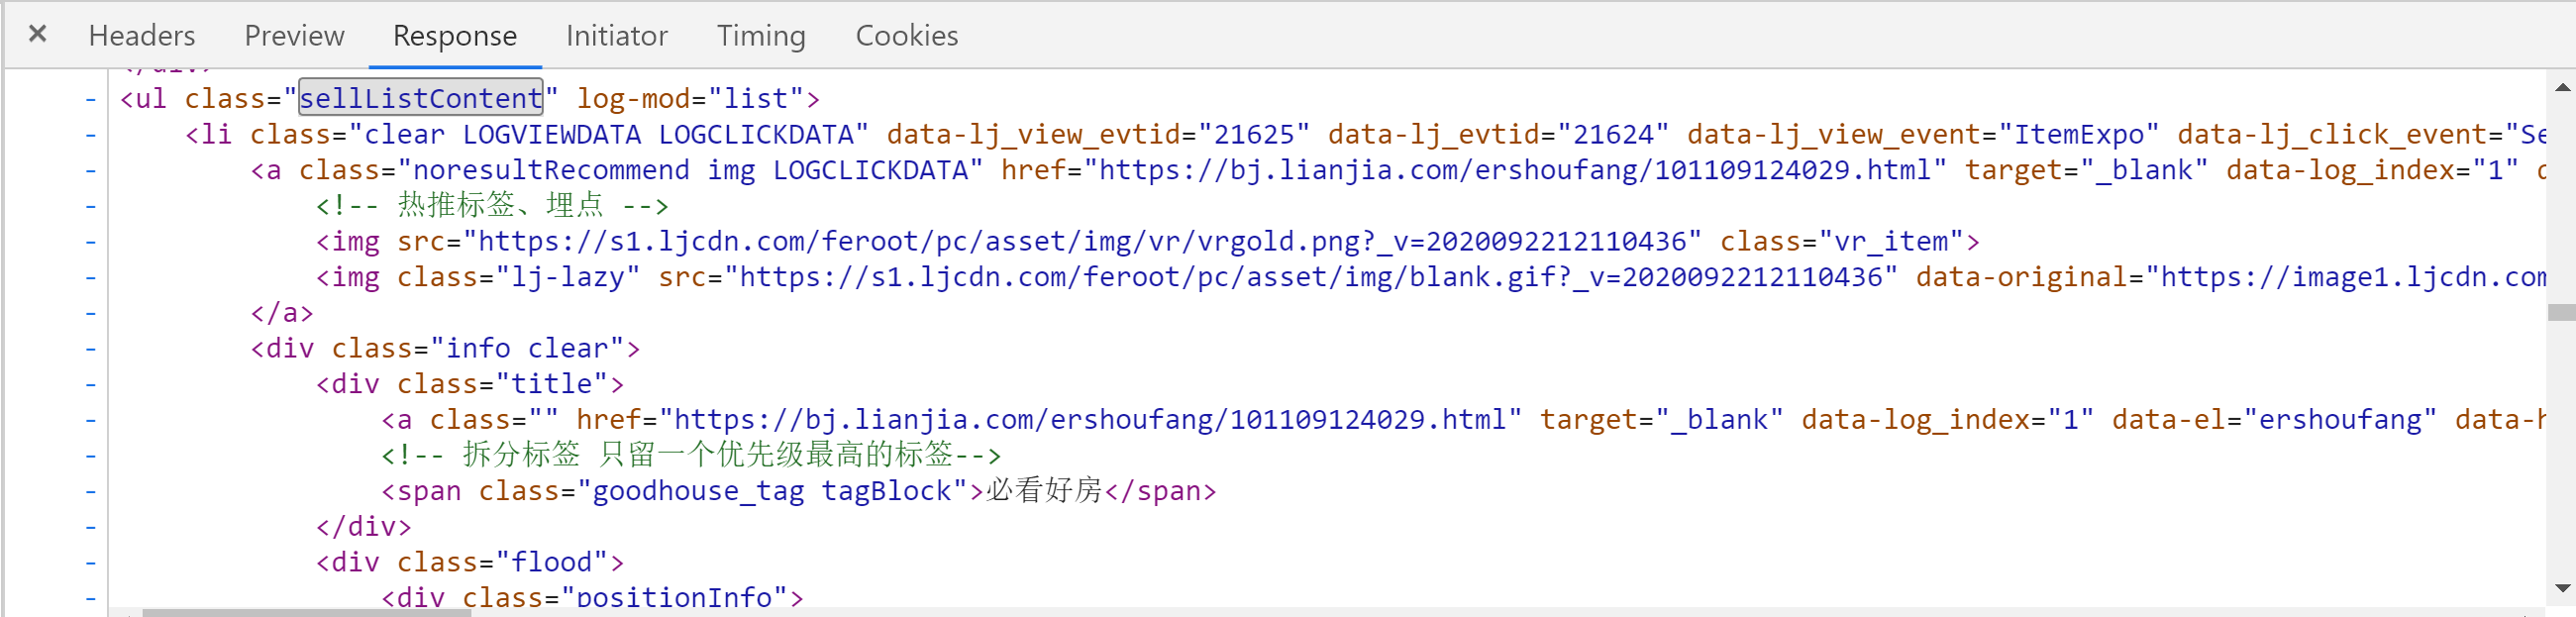 × Headers Preview Response Initiator Timing Cookies
</div>
- <ul class="sellListContent" log-mod="list">
- <li class="clear LOGVIEWDATA LOGCLICKDATA" data-lj_view_evtid="21625" data-lj_evtid="21624" data-lj_view_event="ItemExpo" data-lj_click_event="Se
- <a class="noresultRecommend img LOGCLICKDATA" href="https://bj.lianjia.com/ershoufang/101109124029.html" target="_blank" data-log_index="1" d
- <!-- 热推标签、埋点 -->
- <img src="https://s1.ljcdn.com/feroot/pc/asset/img/vr/vrgold.png?_v=2020092212110436" class="vr_item">
- <img class="lj-lazy" src="https://s1.ljcdn.com/feroot/pc/asset/img/blank.gif?_v=2020092212110436" data-original="https://image1.ljcdn.com
- </a>
- <div class="info clear">
- <div class="title">
- <a class="" href="https://bj.lianjia.com/ershoufang/101109124029.html" target="_blank" data-log_index="1" data-el="ershoufang" data-h
- <!-- 拆分标签 只留一个优先级最高的标签-->
- <span class="goodhouse_tag tagBlock">必看好房</span>
- </div>
- <div class="flood">
- <div class="positionInfo">